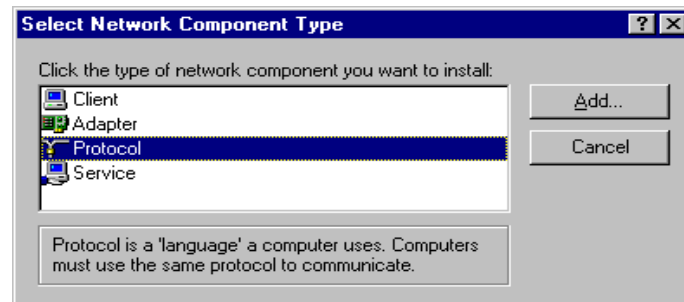 Select Network Component Type
Click the type of network component you want to install:
Client
Adapter
Protocol
Service
Add...
Cancel
Protocol is a 'language' a computer uses. Computers
must use the same protocol to communicate.